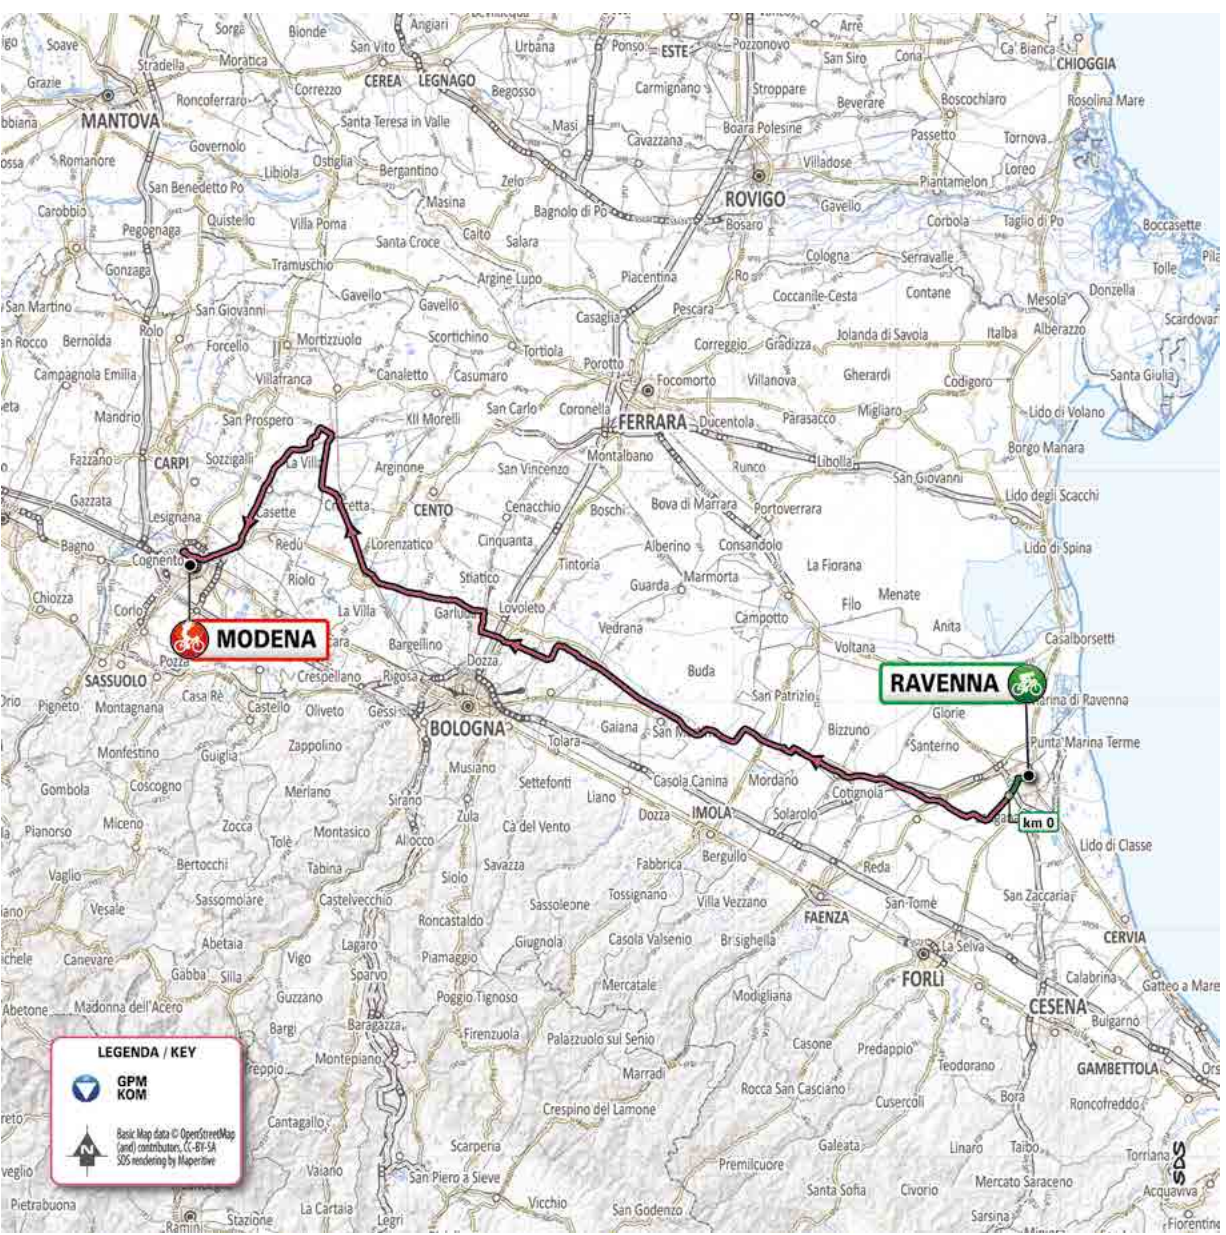 Angiari
Bionde
Sorgà
Soave
San Vito
Urbana
Ponso
ESTE
Pozzonovo
Arrè
San Siro
Cona
Ca' Bianca
CHIOGGIA
Stradella
Moratica
Grazie
Correzzo
CEREA
LEGNAGO
Begosso
Carmignano
Stroppare
Beverare
Boscochiaro
Rosolina Mare
Roncoferraro
MANTOVA
Santa Teresa in Valle
Masi
Cavazzana
Boara Polesine
Passetto
Tornova
Governolo
Romanore
Ostiglia
Libiola
Bergantino
Zelo
Villadose
Loreo
San Benedetto Po
Piantamelon
ROVIGO
Carobbio
Quistello
Villa Poma
Masina
Bagnolo di Po
Bosaro
Gavello
Corbola
Taglio di Po
Boccasette
Pegognaga
Santa Croce
Calto
Salara
Gonzaga
Tramuschio
Argine Lupo
Piacentina
Ro
Cologna
Serravalle
Tolle
San Martino
San Giovanni
Gavello
Gavello
Casaglia
Pescara
Coccanile-Cesta
Contane
Mesola
Donzella
Rolo
Bernolda
Forcello
Mortizzuolo
Scortichino
Tortiola
Correggio
Gradizza
Jolanda di Savoia
Italba
Alberazzo
Porotto
Campagnola Emilia
Villafranca
Canaletto
Casumaro
Focomorto
Villanova
Gherardi
Codigoro
Santa Giulia
Mandrio
San Prospero
XII Morelli
San Carlo
Coronella
FERRARA
Ducentola
Parasacco
Migliaro
Lido di Volano
Borgo Manara
Fazzano
CARPI
Sozzigalli
La Villa
Arginone
San Vincenzo
Montalbano
Runco
Libolla
San Giovanni
Gazzata
Lesignana
CENTO
Cenacchio
Boschi
Bova di Marrara
Portoverrara
Lido degli Scacchi
Bagno
Cognento
Redù
Lorenzatico
Cinquanta
Alberino
Consandolo
Lido di Spina
Tintoria
La Fiorana
Chiozza
Riolo
Stiatico
Guarda
Marmorta
Menate
La Villa
Lovoleto
Campotto
Filo
Anita
MODENA
Bargellino
Vedrana
Voltana
Casalborsetti
Dozza
Buda
RAVENNA
SASSUOLO
Crespellano
Rigosa
San Patrizio
Pigneto
Montagnana
Casa Rè
Castello
Oliveto
Gessi
BOLOGNA
Gaiana
Bizzuno
Glorie
Marina di Ravenna
Montefestino
Guiglia
Zappolino
Tolara
Santerno
Punta Marina Terme
Gombola
Coscogno
Merlano
Musiano
Settefonti
Casola Canina
Mordano
Cotignola
Sirano
Liano
Miceno
Zocca
Montasico
Zula
Cà del Vento
Dozza
IMOLA
Solarolo
km 0
Pianorso
Tolè
Lido di Classe
Bertocchi
Tabina
Savazza
Fabbrica
Bergullo
Reda
Vaglio
Siolo
Vesale
Sassomolare
Castelvecchio
Sassoleone
Tossignano
Villa Vezzano
FAENZA
San Tomè
San Zaccaria
Roncastaldo
Abetaia
Lagaro
Giugnola
Casola Valsenio
Brisighella
La Selva
CERVIA
Canevare
Vigo
Piamaggio
FORLÌ
Gabba
Silla
Sparvo
Mercatale
Calabrina
Abetone
Madonna dell'Acero
Guzzano
Poggio Tignoso
Modigliana
CESENA
Gatteo a Mare
Bargi
Baragazza
Firenzuola
Palazzuolo sul Senio
Casone
Predappio
Bulgarnò
Montepiano
Marradi
Teodorano
GAMBETTOLA
Rocca San Casciano
Cusercoli
Bora
Roncofreddo
Cantagallo
Crespino del Lamone
Scarperia
Galeata
Linaro
Taibo
Torriana
Vaiano
Premilcuore
San Piero a Sieve
Santa Sofia
Civorio
Mercato Saraceno
Acquaviva
Pietrabuona
Stazione
La Cartaia
Legri
Vicchio
San Godenzo
Sarsina
LEGENDA / KEY
GPM
KOM
N
Basic Map data © OpenStreetMap
(and) contributors, CC-BY-SA
SDS rendering by Maperitive
SDS